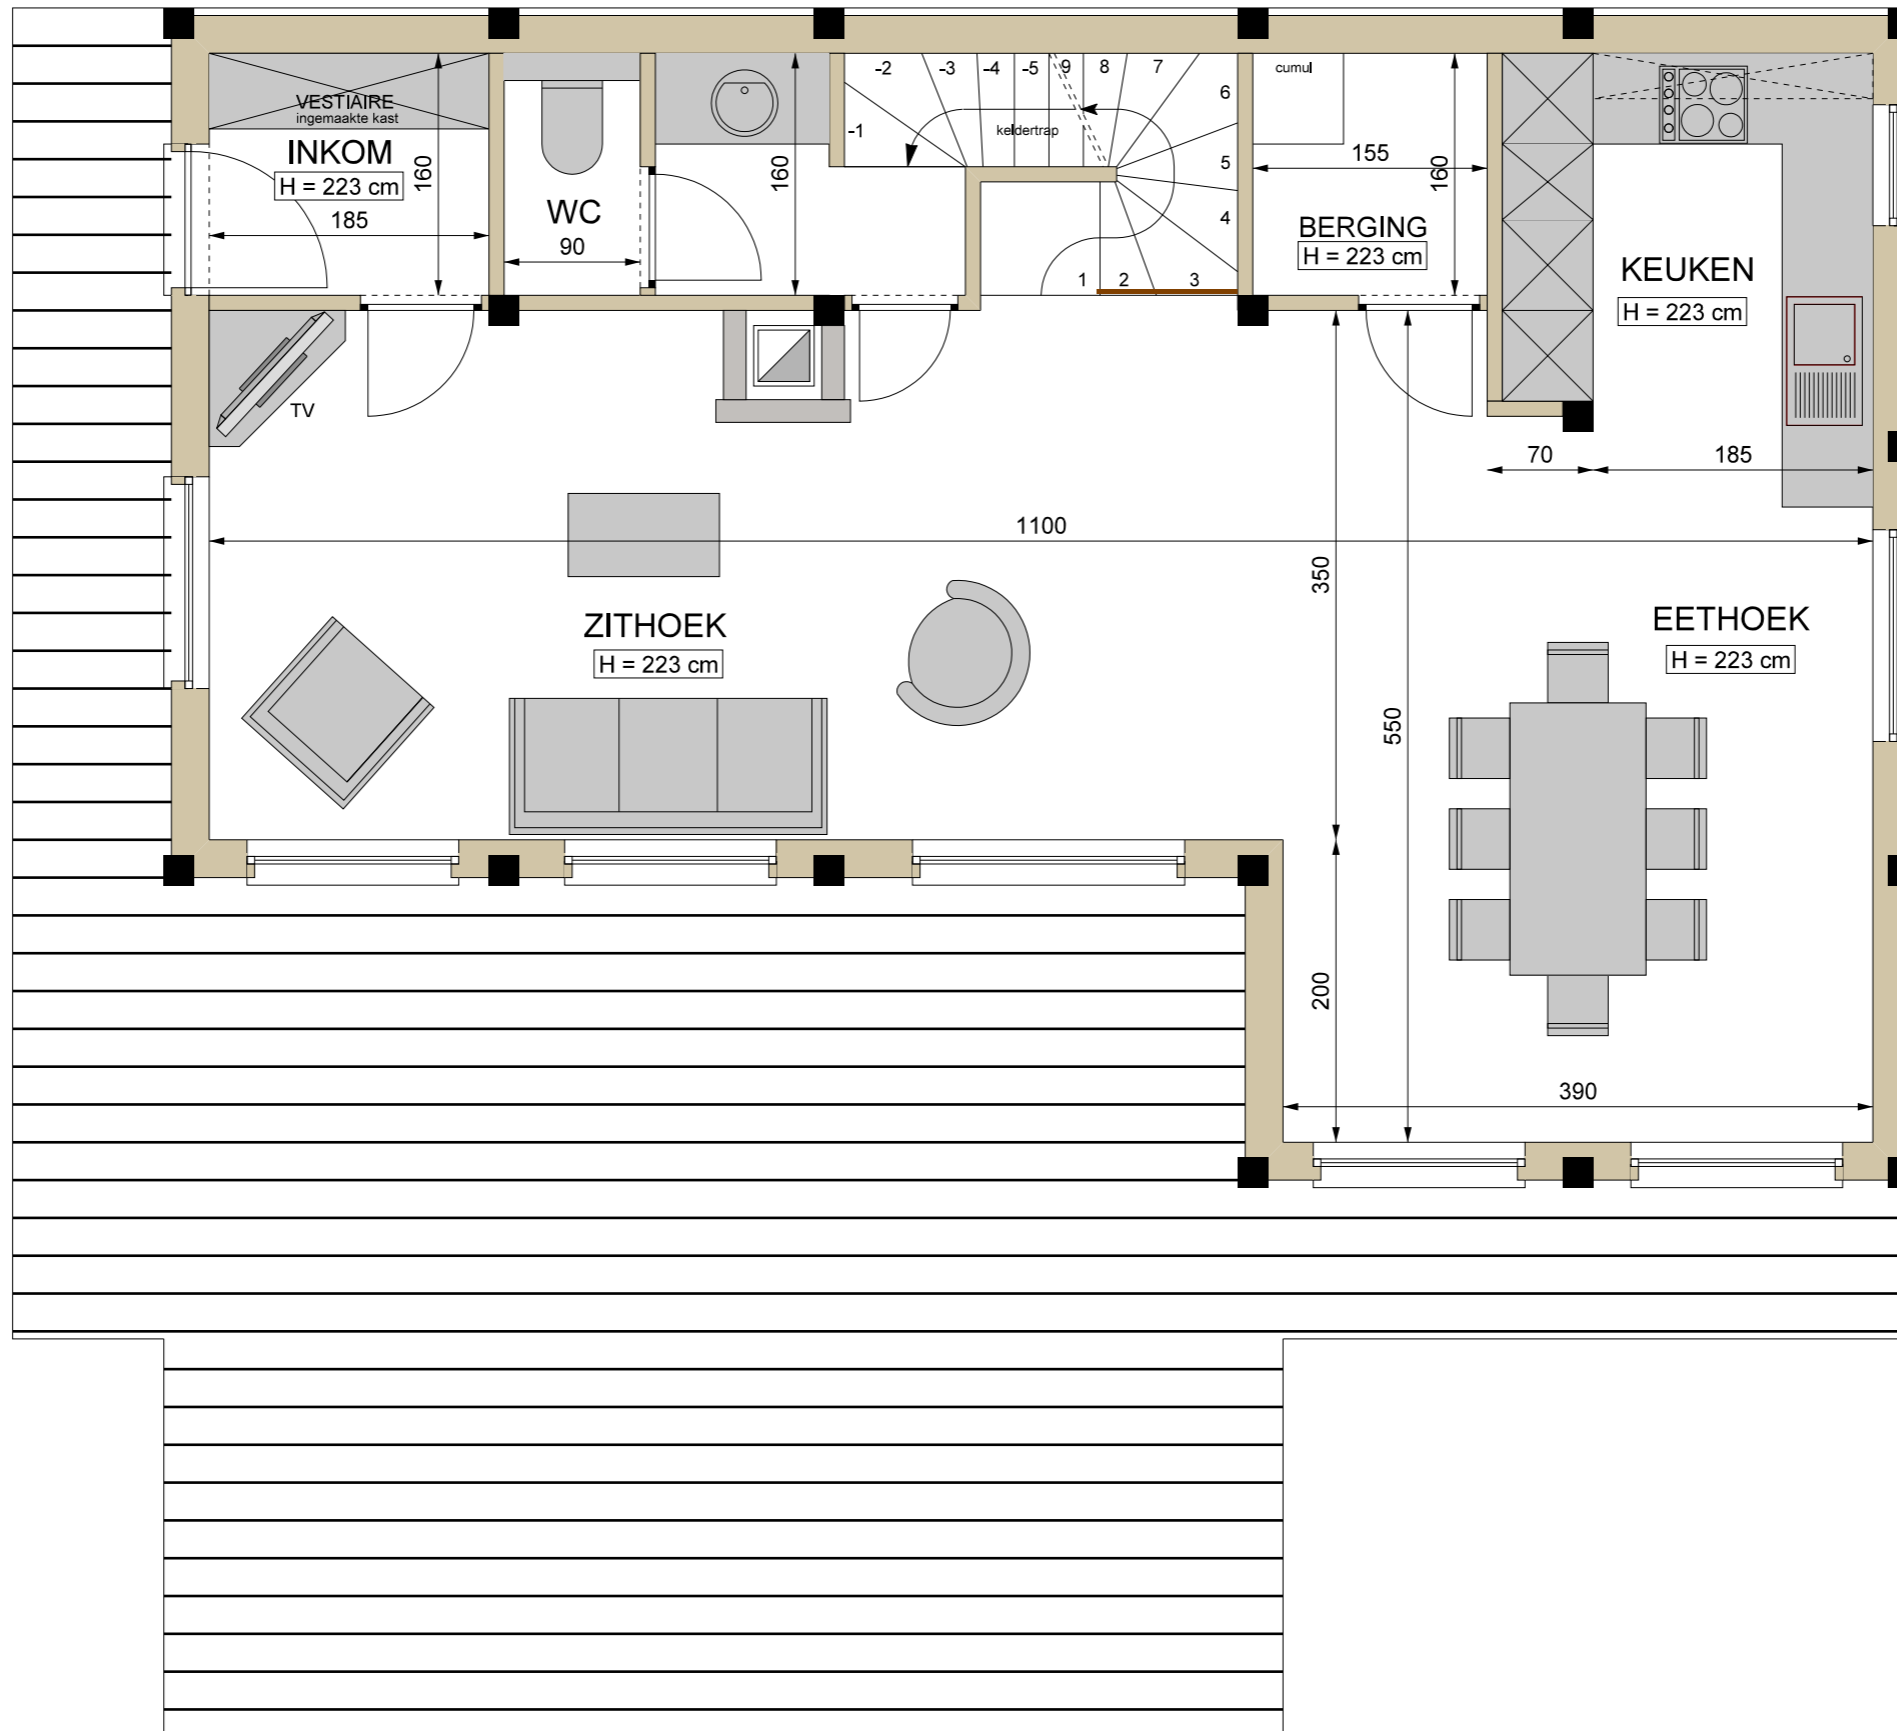 -2 -3 -4 -5 9 8 7
cumul
6
VESTIAIRE
ingemaakte kast
-1
keldertrap
INKOM
H = 223 cm
160
185
WC
90
160
5
4
155
160
BERGING
H = 223 cm
KEUKEN
H = 223 cm
1 2 3
TV
70
185
1100
350
ZITHOEK
H = 223 cm
EETHOEK
H = 223 cm
550
200
390